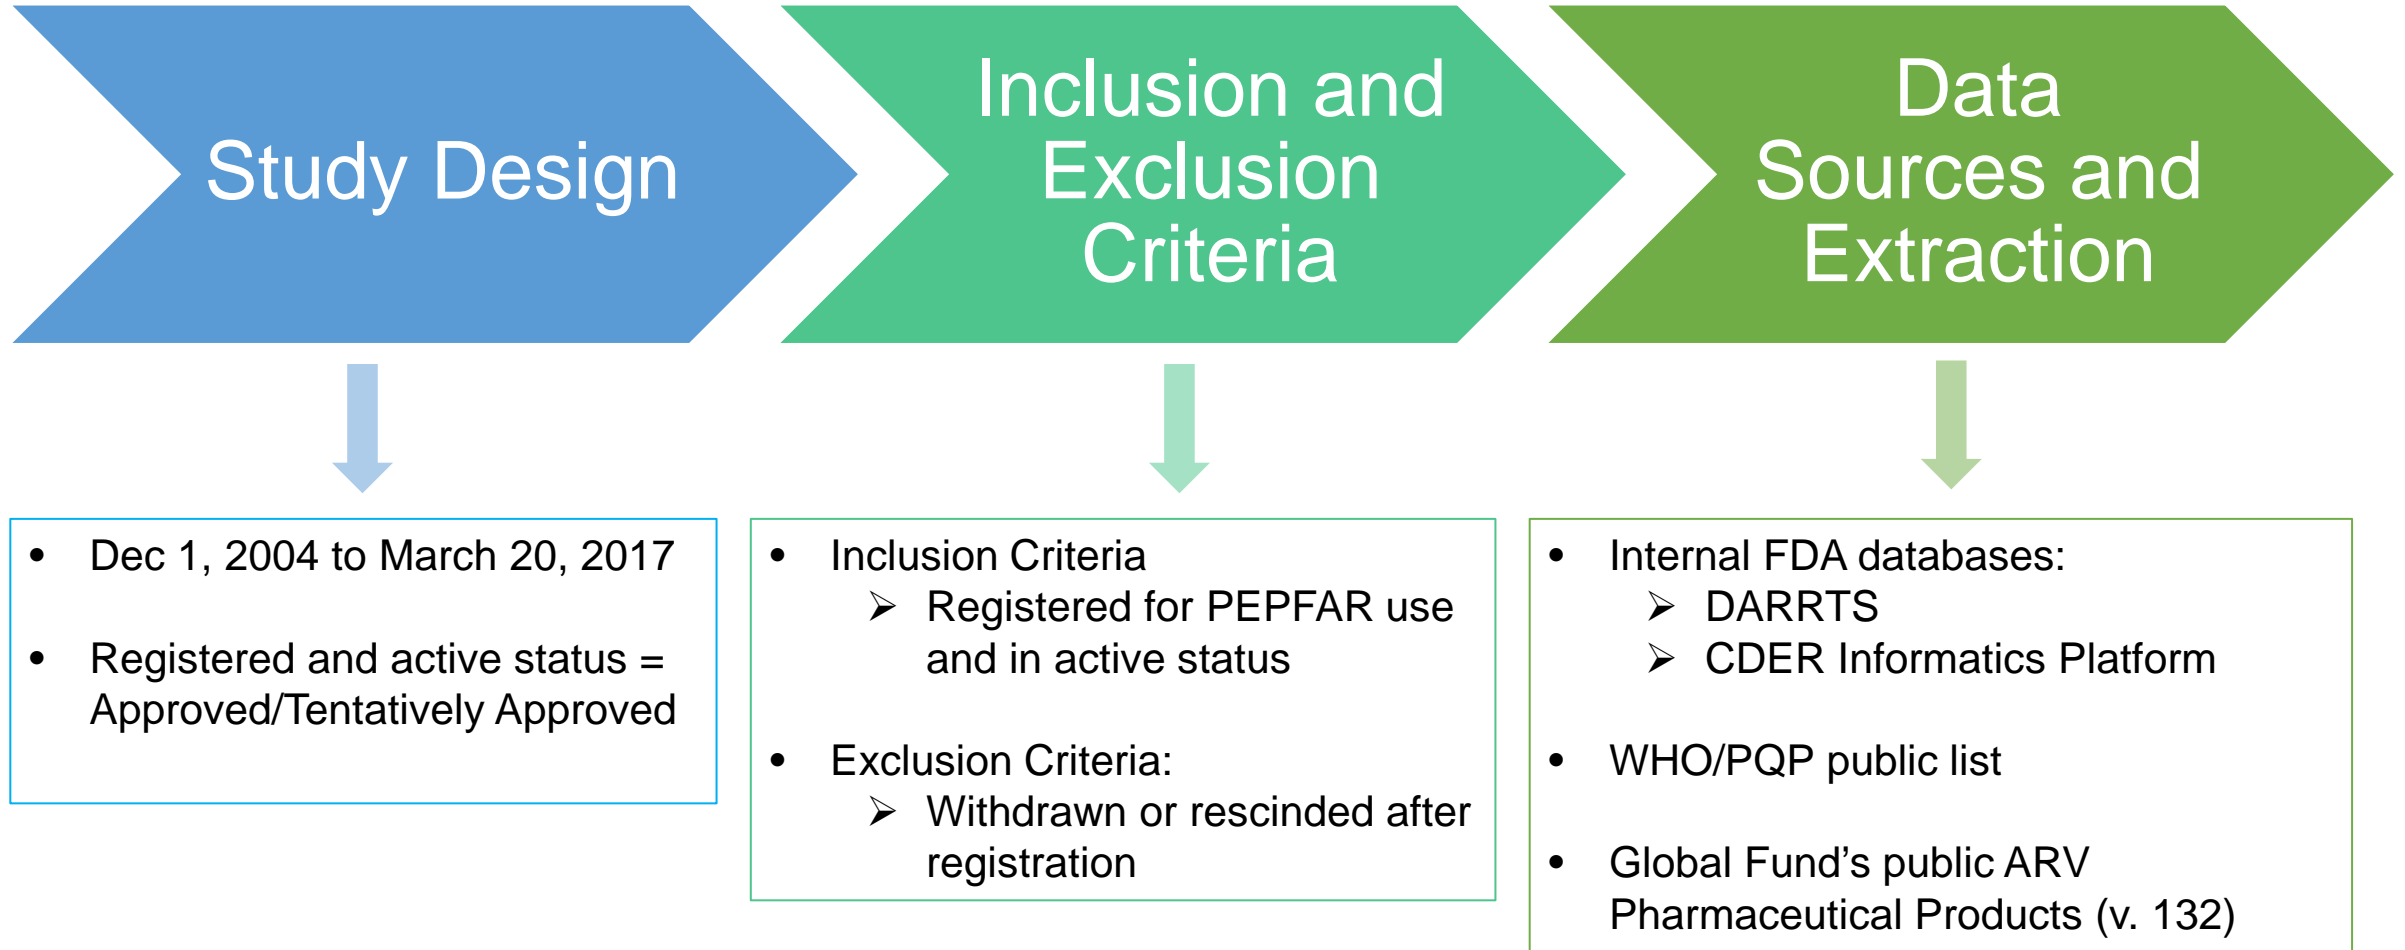 Study Design
Inclusion and
Exclusion
Criteria
Data
Sources and
Extraction
• Dec 1, 2004 to March 20, 2017
• Registered and active status =
Approved/Tentatively Approved
• Inclusion Criteria
➢ Registered for PEPFAR use
and in active status
• Exclusion Criteria:
➢ Withdrawn or rescinded after
registration
• Internal FDA databases:
➢ DARRTS
➢ CDER Informatics Platform
• WHO/PQP public list
• Global Fund’s public ARV
Pharmaceutical Products (v. 132)